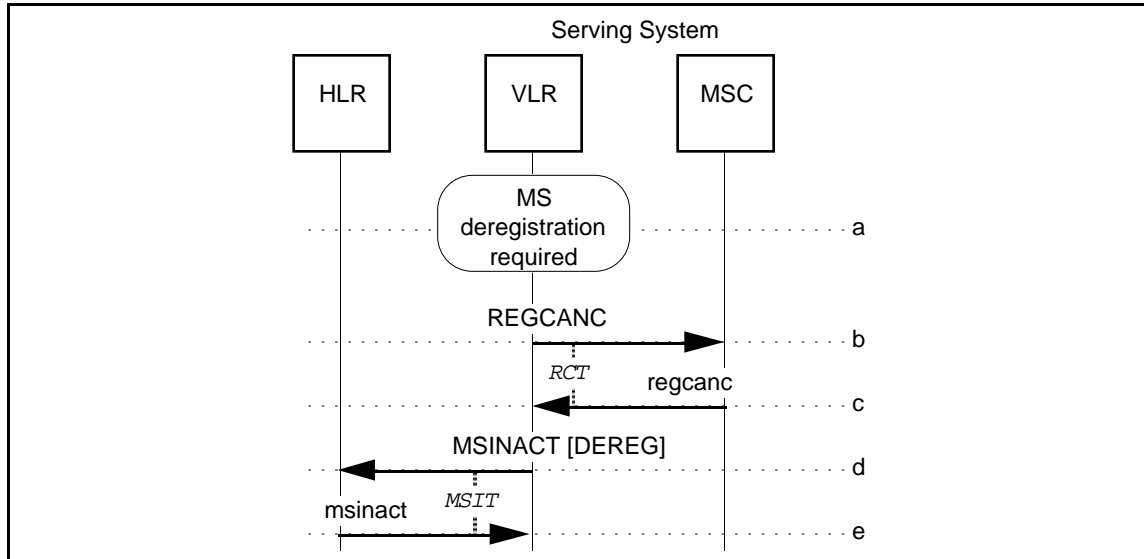 Serving System
HLR
VLR
MSC
MS
deregistration
required
a
REGCANC
b
RCT
regcanc
c
MSINACT [DEREG]
d
MSIT
msinact
e